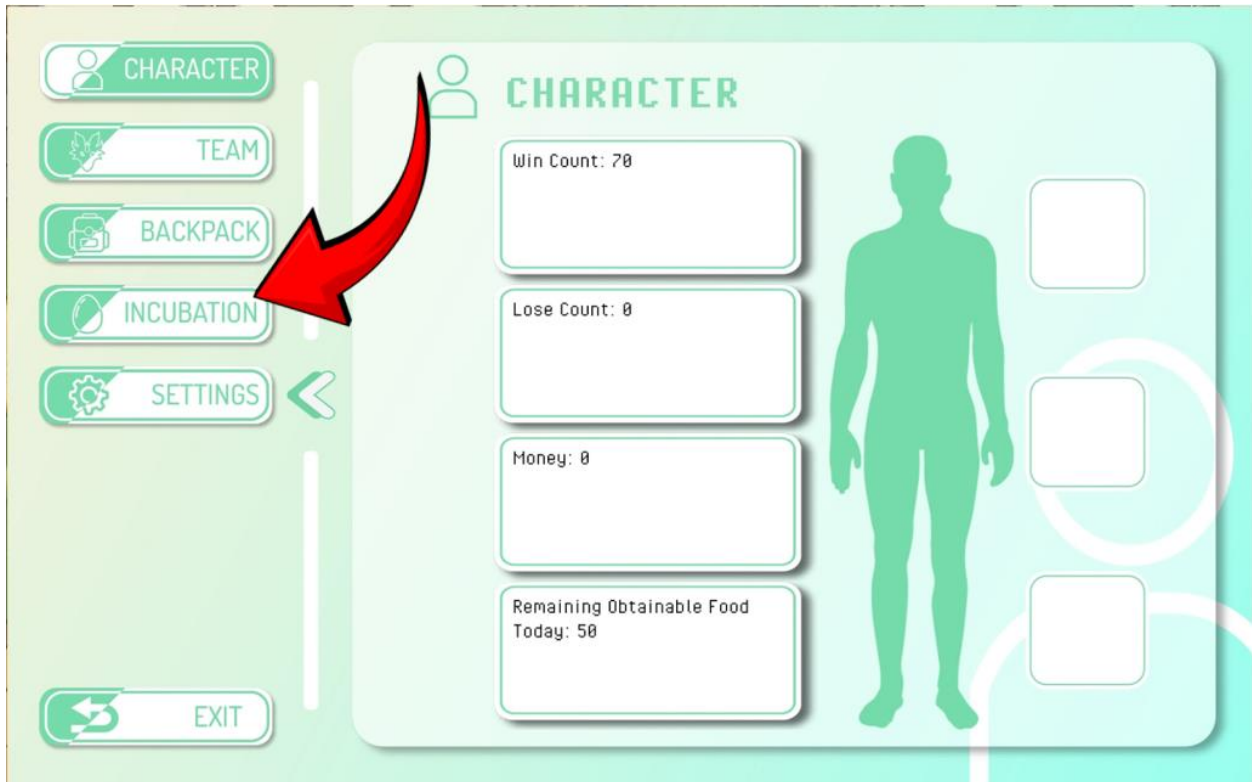 CHARACTER
TEAM
BACKPACK
INCUBATION
SETTINGS
EXIT
CHARACTER
Win Count: 70
Lose Count: 0
Money: 0
Remaining Obtainable Food
Today: 50